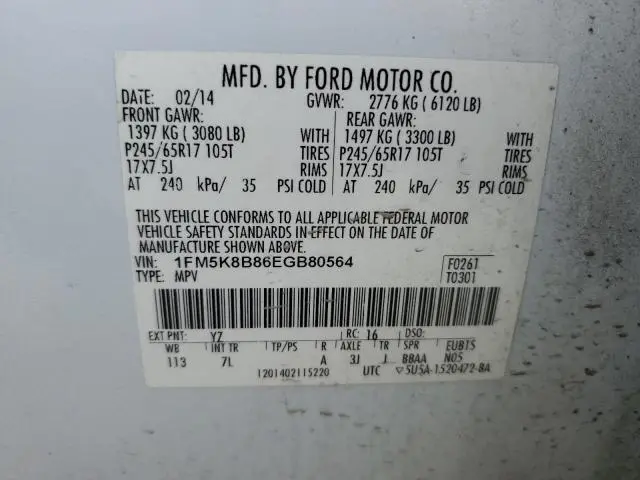 MFD. BY FORD MOTOR CO.
DATE: 02/14 GVWR: 2776 KG ( 6120 LB)
FRONT GAWR: REAR GAWR:
1397 KG ( 3080 LB) WITH 1497 KG ( 3300 LB) WITH
P245/65R17 105T TIRES P245/65R17 105T TIRES
17X7.5J RIMS 17X7.5J RIMS
AT 240 kPa/ 35 PSI COLD AT 240 kPa/ 35 PSI COLD
THIS VEHICLE CONFORMS TO ALL APPLICABLE FEDERAL MOTOR
VEHICLE SAFETY STANDARDS IN EFFECT ON THE DATE OF
MANUFACTURE SHOWN ABOVE.
VIN: 1FM5K8B86EGB80564 F0261
TYPE: MPV T0301
EXT PNT: YZ RC: 16 DSO:
WB INT TR TP/PS R AXLE TR SPR EUBTS
113 7L A 3J J BBAA N05
1201402115220 UTC ▽5U5A-1520472-BA